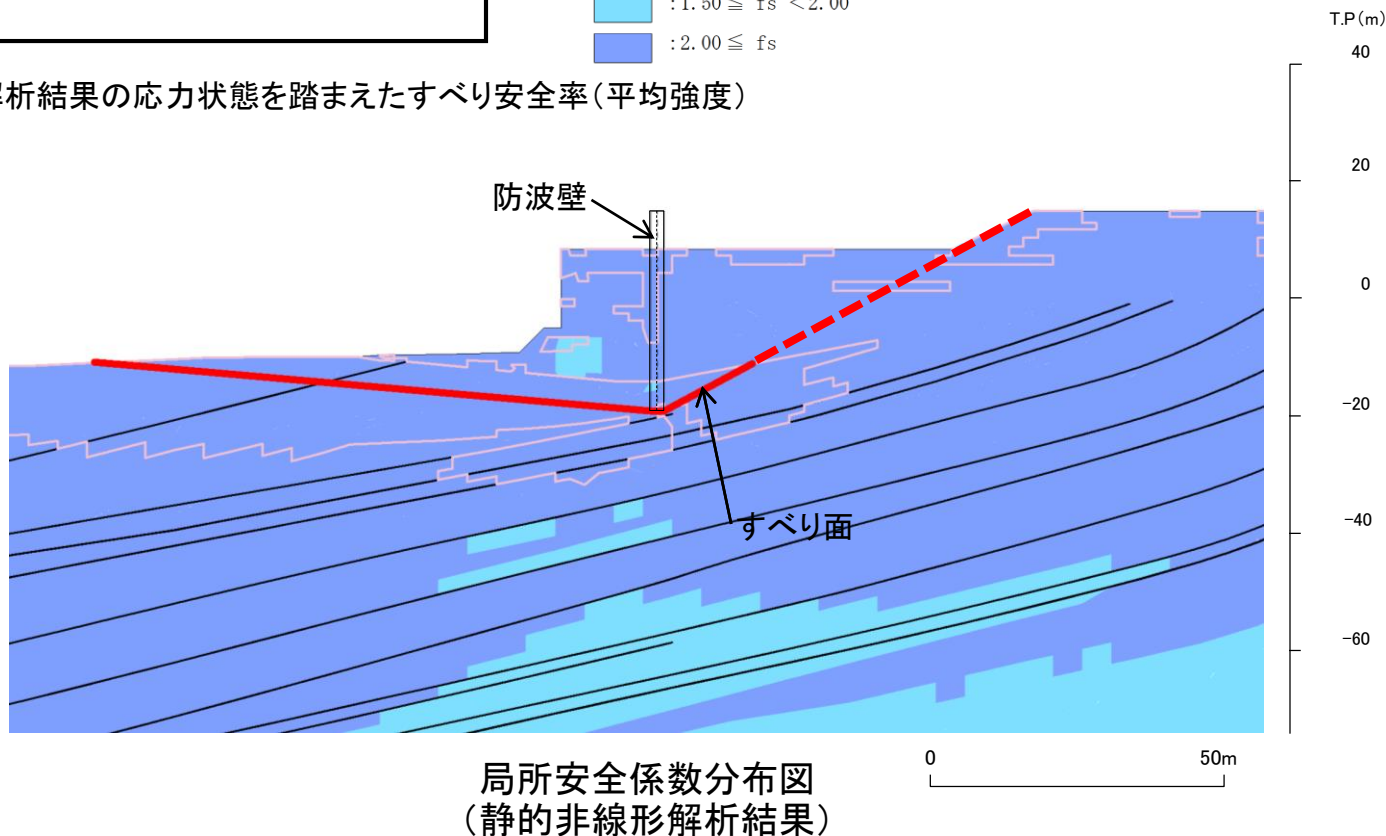 :1.50≦ fs <2.00
:2.00≦ fs
析結果の応力状態を踏まえたすべり安全率(平均強度)
T.P(m)
40
20
0
-20
-40
-60
防波壁
すべり面
0 50m
局所安全係数分布図
(静的非線形解析結果)